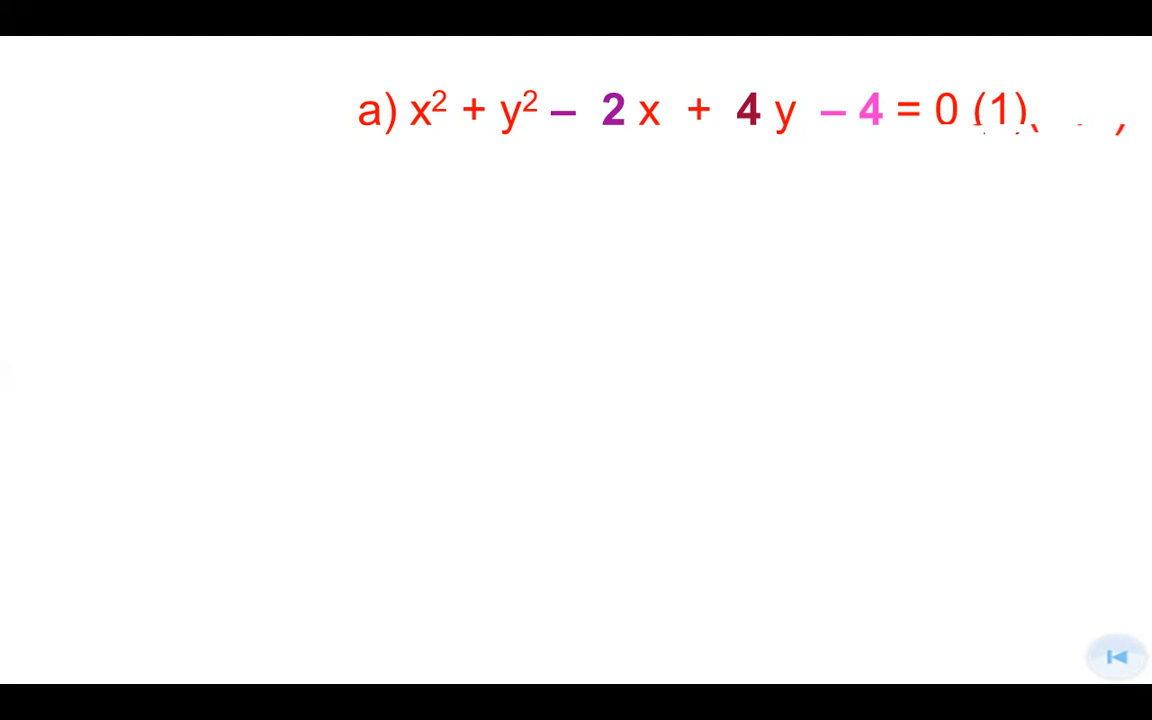 a) x² + y² – 2 x + 4 y – 4 = 0 (1)